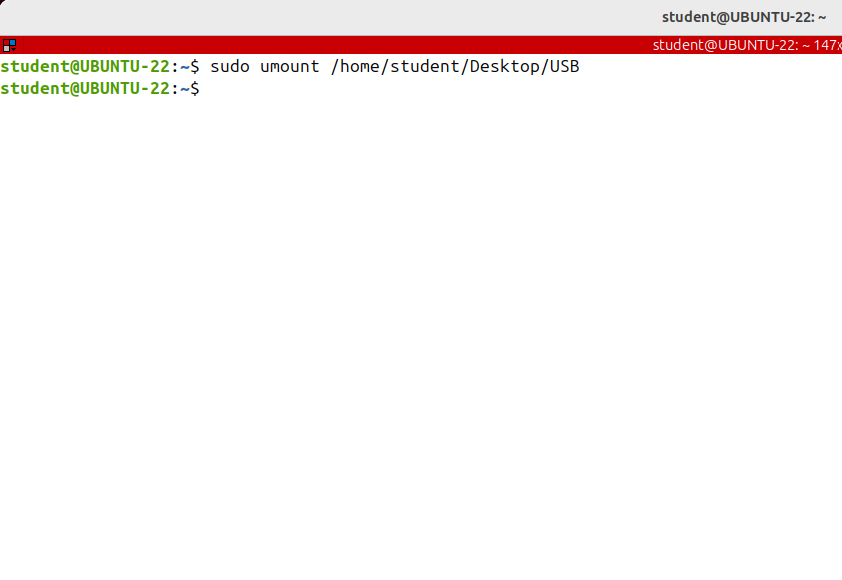 student@UBUNTU-22: ~
student@UBUNTU-22: ~ 147x
student@UBUNTU-22:~$ sudo umount /home/student/Desktop/USB
student@UBUNTU-22:~$